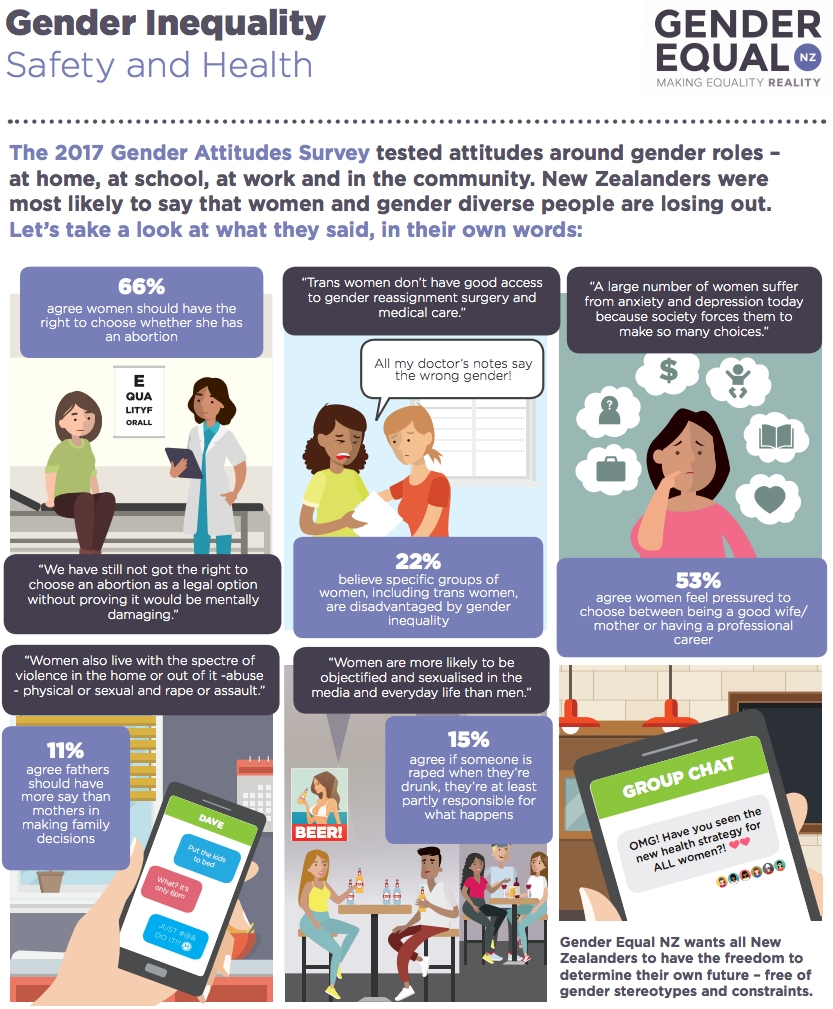 Gender Inequality
Safety and Health
GENDER
EQUAL NZ
MAKING EQUALITY REALITY
The 2017 Gender Attitudes Survey tested attitudes around gender roles –
at home, at school, at work and in the community. New Zealanders were
most likely to say that women and gender diverse people are losing out.
Let's take a look at what they said, in their own words:
66%
agree women should have the
right to choose whether she has
an abortion
E
QUA
LITYF
ORALL
"We have still not got the right to
choose an abortion as a legal option
without proving it would be mentally
damaging."
"Trans women don't have good access
to gender reassignment surgery and
medical care."
All my doctor's notes say
the wrong gender!
22%
believe specific groups of
women, including trans women,
are disadvantaged by gender
inequality
"A large number of women suffer
from anxiety and depression today
because society forces them to
make so many choices."
$
?
53%
agree women feel pressured to
choose between being a good wife/
mother or having a professional
career
"Women also live with the spectre of
violence in the home or out of it -abuse
- physical or sexual and rape or assault."
11%
agree fathers
should have
more say than
mothers in
making family
decisions
DAVE
Put the kids
to bed
What? It's
only 6pm
JUST #@&
DO IT!!!
"Women are more likely to be
objectified and sexualised in the
media and everyday life than men."
15%
agree if someone is
raped when they're
drunk, they're at least
partly responsible for
what happens
BEER!
GROUP CHAT
OMG! Have you seen the
new health strategy for
ALL women?!
Gender Equal NZ wants all New
Zealanders to have the freedom to
determine their own future – free of
gender stereotypes and constraints.